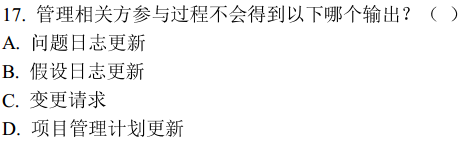 17. 管理相关方参与过程不会得到以下哪个输出？（ ）
A. 问题日志更新
B. 假设日志更新
C. 变更请求
D. 项目管理计划更新